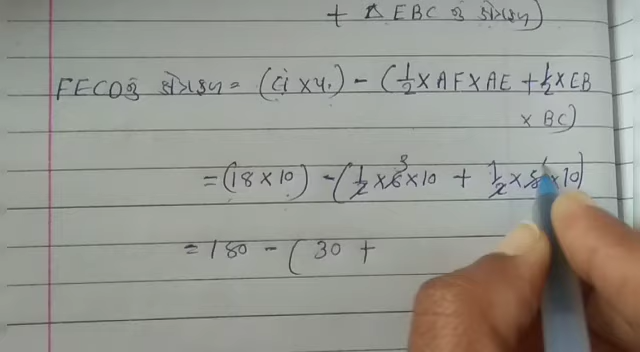 + △ EBC નું ક્ષેત્રફળ)
FECD નું ક્ષેત્રફળ = (લં × પ.) - (1/2 × AF × AE + 1/2 × EB
× BC)
= (18 × 10) - (1/2 × 6 3 × 10 + 1/2 × 8 × 10)
= 180 - ( 30 +